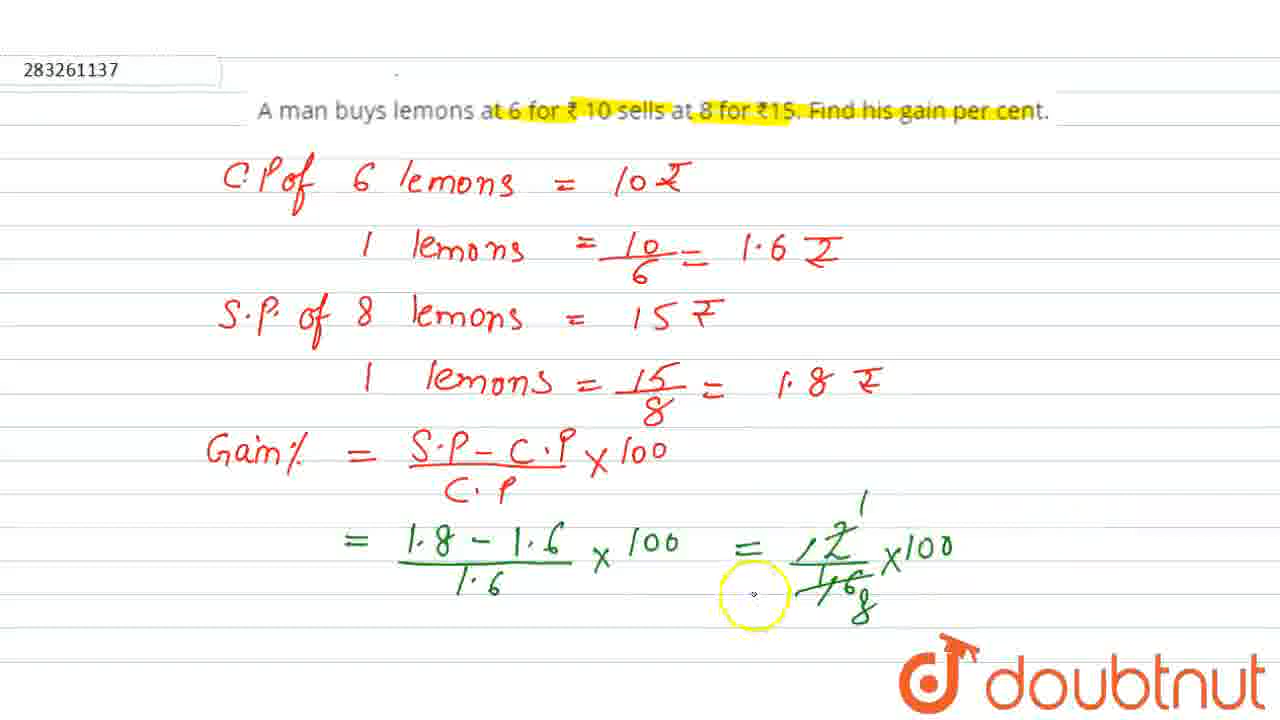 283261137
A man buys lemons at 6 for ₹ 10 sells at 8 for ₹15. Find his gain per cent.
C.P of 6 lemons = 10 ₹
1 lemons = 10/6 = 1.6 ₹
S.P. of 8 lemons = 15 ₹
1 lemons = 15/8 = 1.8 ₹
Gain% = S.P - C.P/C.P × 100
= 1.8 - 1.6/1.6 × 100 = .2 1/1.6 8 × 100
doubtnut